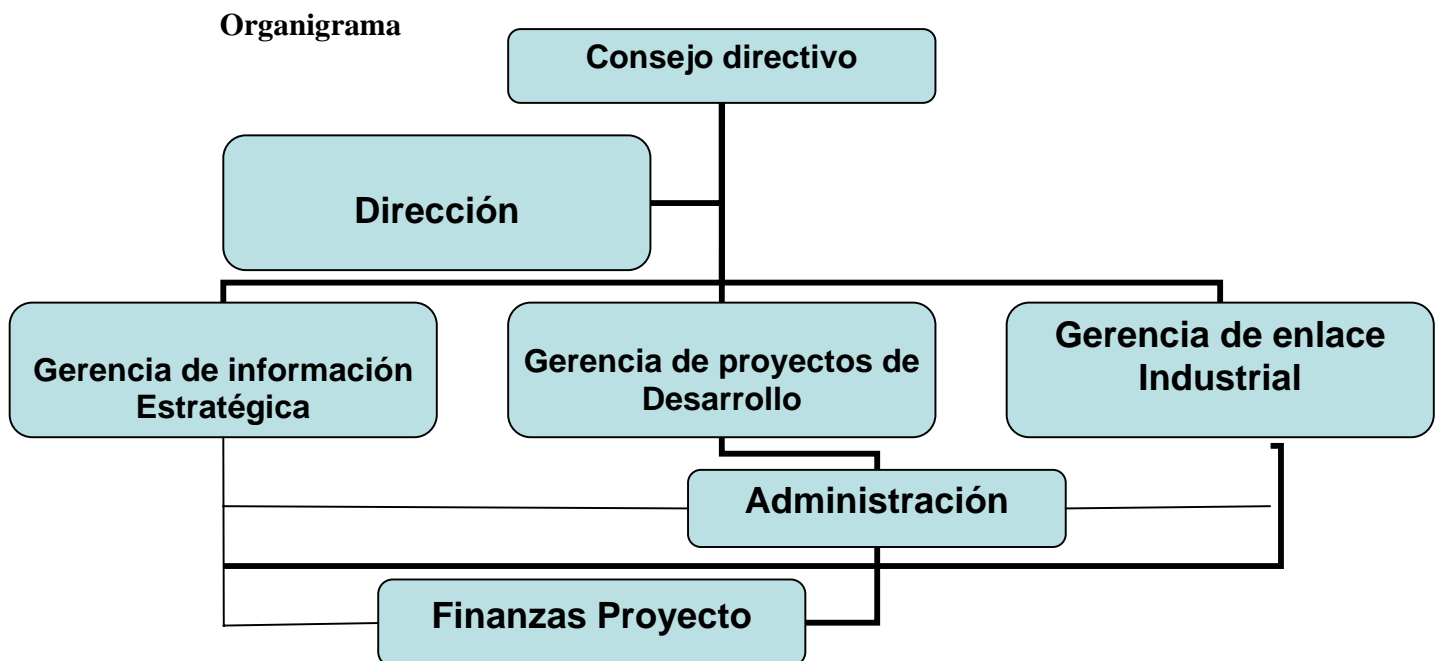 Organigrama
Consejo directivo
Dirección
Gerencia de información
Estratégica
Gerencia de proyectos de
Desarrollo
Gerencia de enlace
Industrial
Administración
Finanzas Proyecto